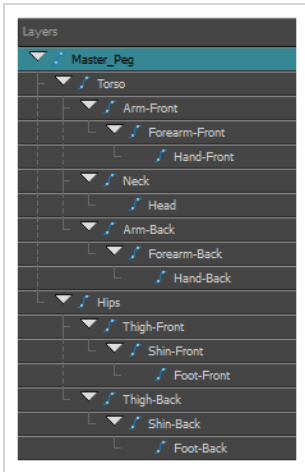 Layers
Master_Peg
Torso
Arm-Front
Forearm-Front
Hand-Front
Neck
Head
Arm-Back
Forearm-Back
Hand-Back
Hips
Thigh-Front
Shin-Front
Foot-Front
Thigh-Back
Shin-Back
Foot-Back